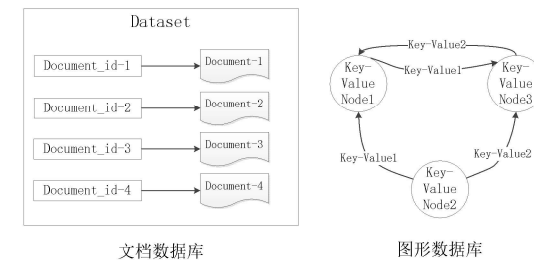 Dataset
Document_id-1
Document-1
Document_id-2
Document-2
Document_id-3
Document-3
Document_id-4
Document-4
文档数据库
Key-Value2
Key-Value1
Key-
Value
Node1
Key-
Value
Node3
Key-Value1
Key-Value2
Key-
Value
Node2
图形数据库